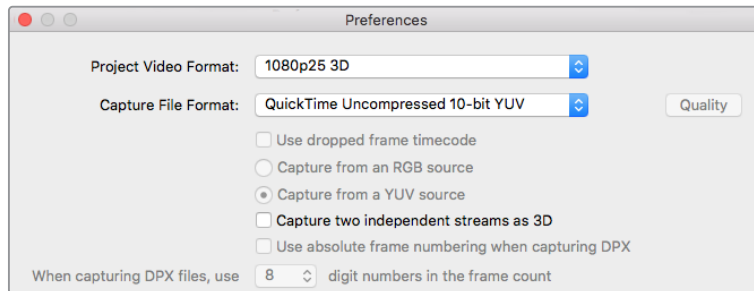 Preferences
Project Video Format: 1080p25 3D
Capture File Format: QuickTime Uncompressed 10-bit YUV Quality
Use dropped frame timecode
Capture from an RGB source
Capture from a YUV source
Capture two independent streams as 3D
Use absolute frame numbering when capturing DPX
When capturing DPX files, use 8 digit numbers in the frame count